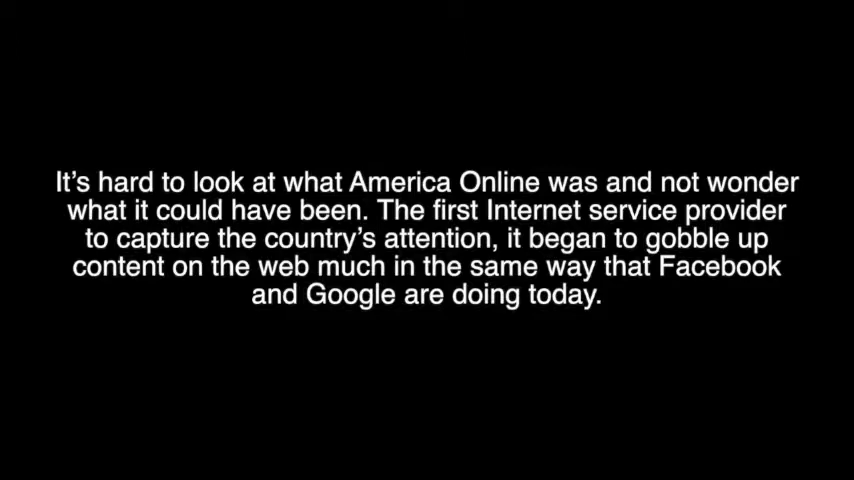 It’s hard to look at what America Online was and not wonder
what it could have been. The first Internet service provider
to capture the country’s attention, it began to gobble up
content on the web much in the same way that Facebook
and Google are doing today.